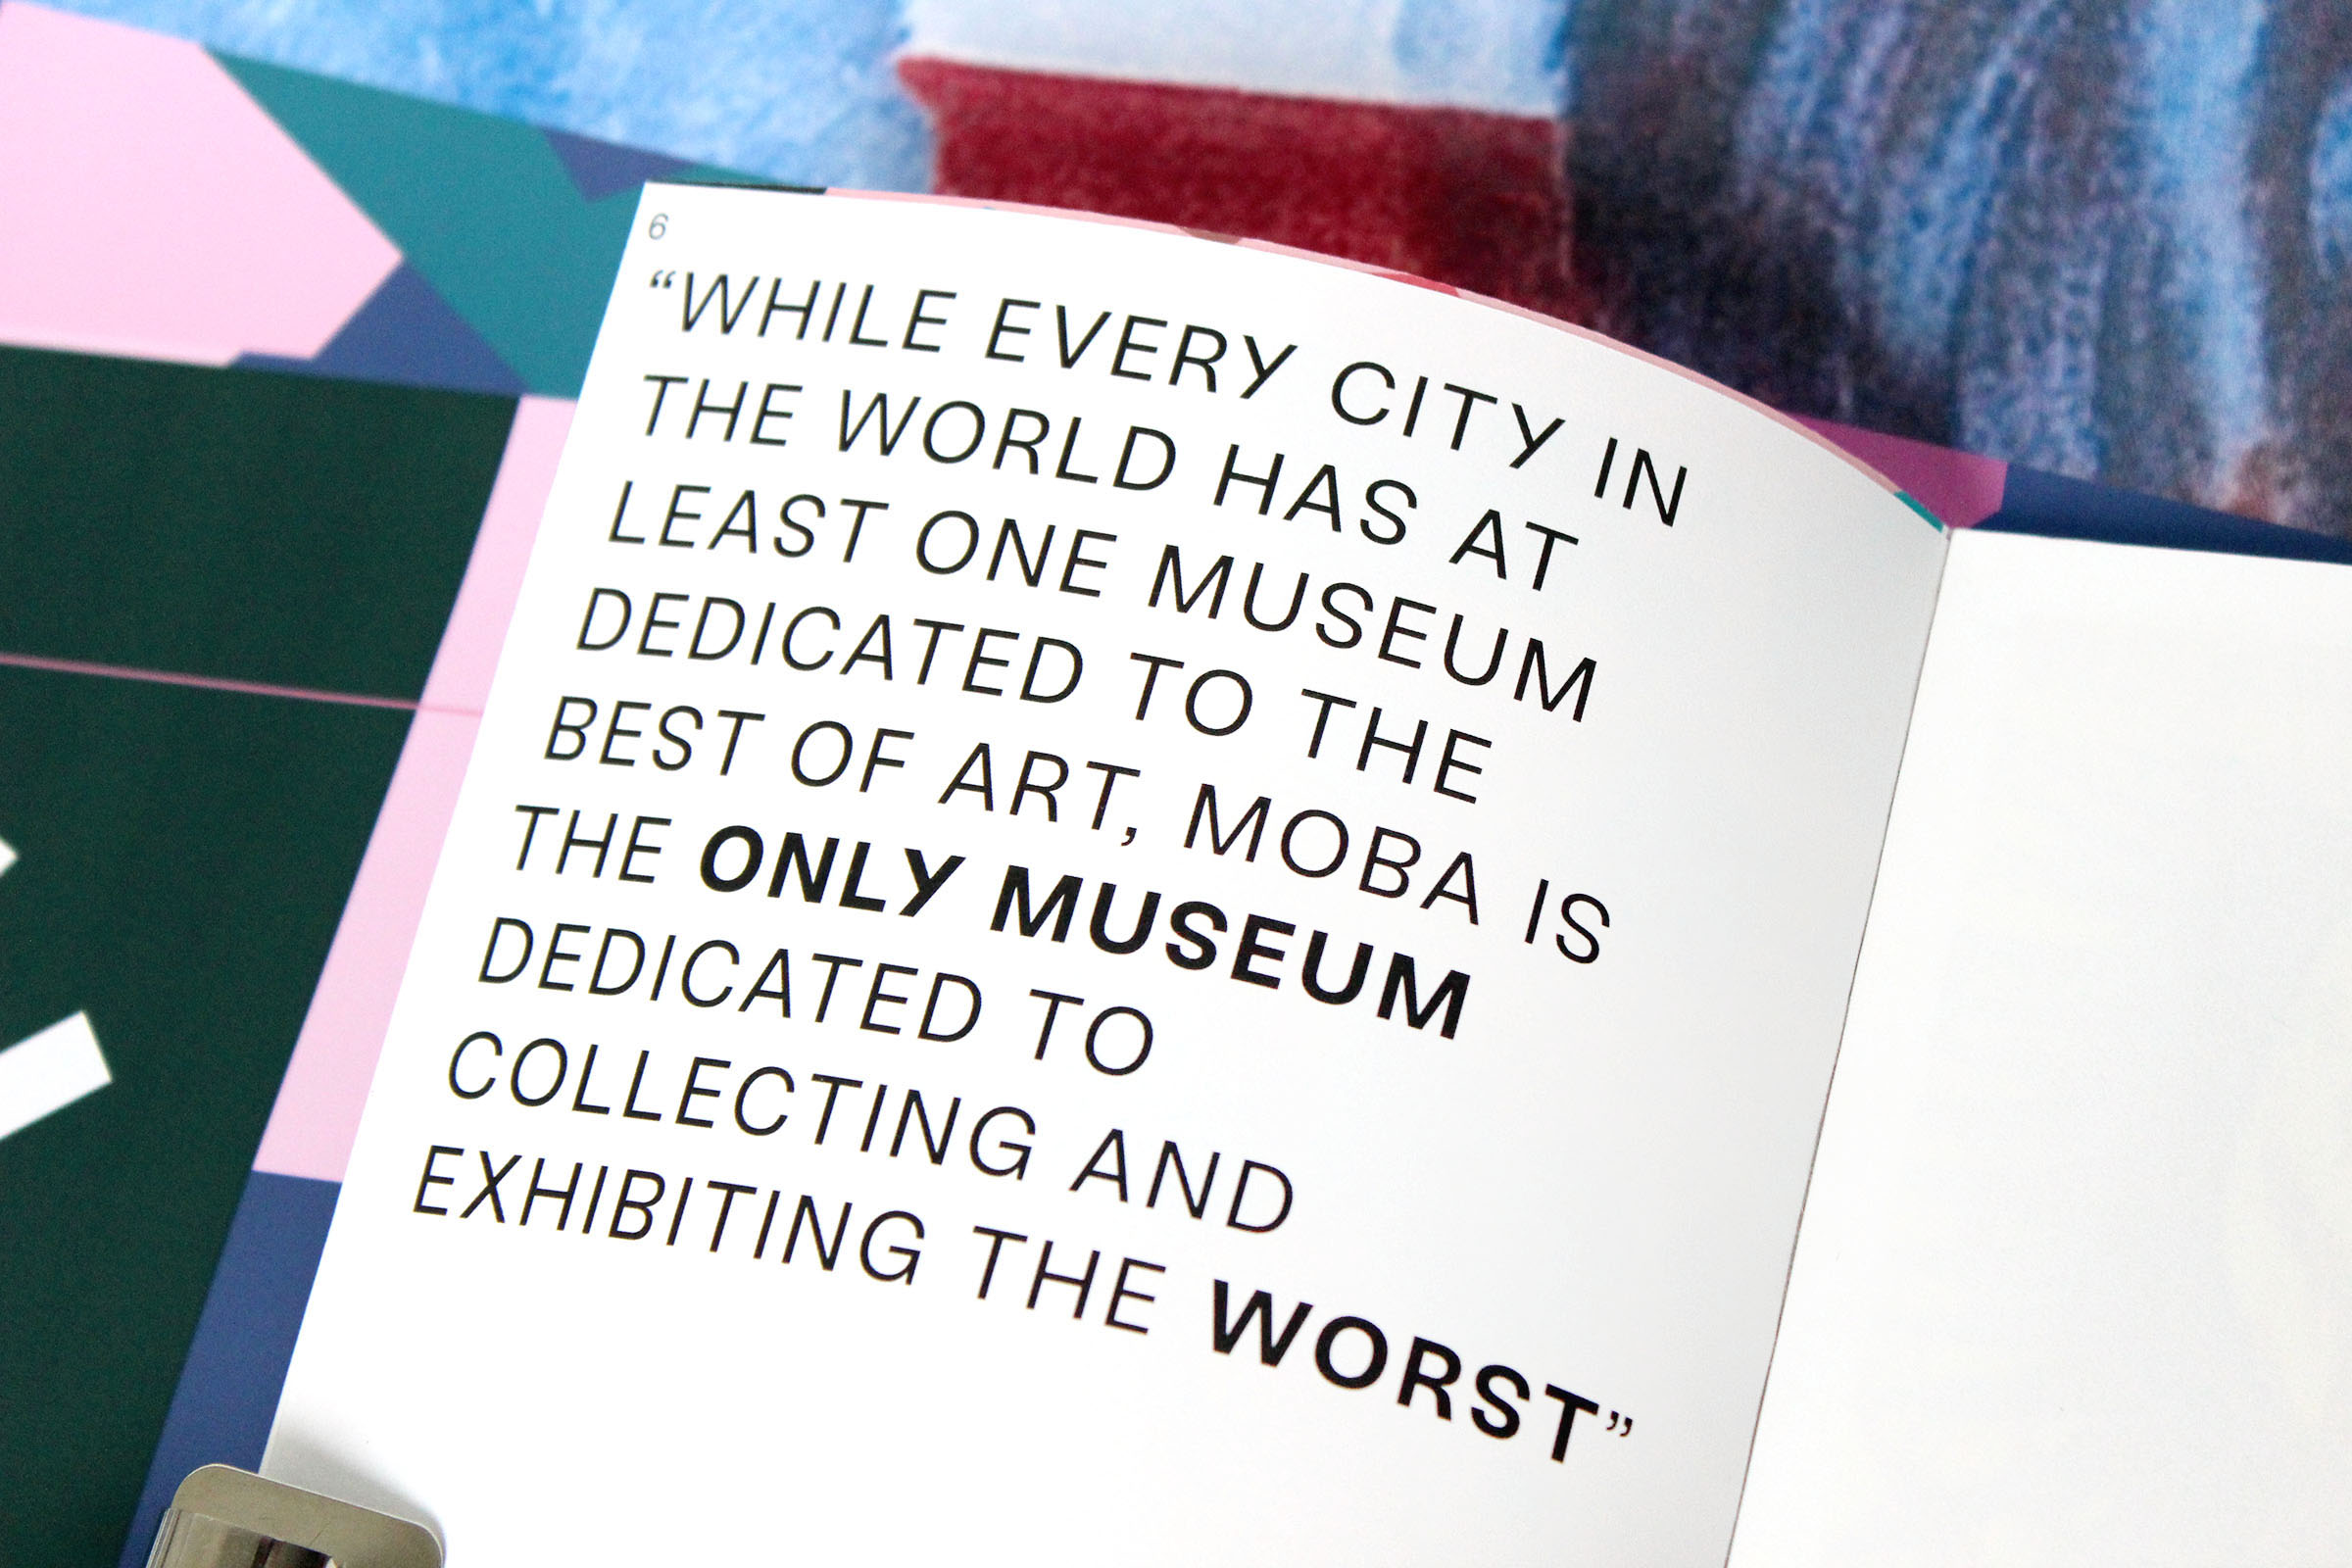 6
“WHILE EVERY CITY IN
THE WORLD HAS AT
LEAST ONE MUSEUM
DEDICATED TO THE
BEST OF ART, MOBA IS
THE ONLY MUSEUM
DEDICATED TO
COLLECTING AND
EXHIBITING THE WORST”